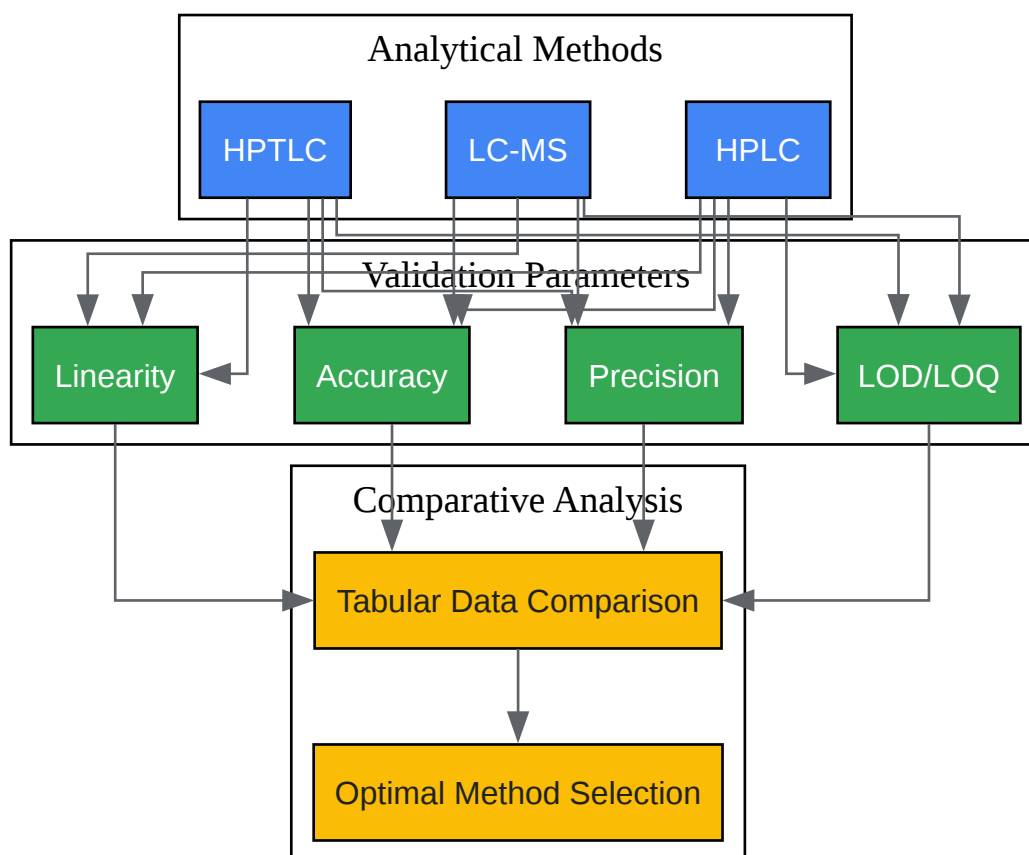 Analytical Methods
HPTLC
LC-MS
HPLC
Validation Parameters
Linearity
Accuracy
Precision
LOD/LOQ
Comparative Analysis
Tabular Data Comparison
Optimal Method Selection